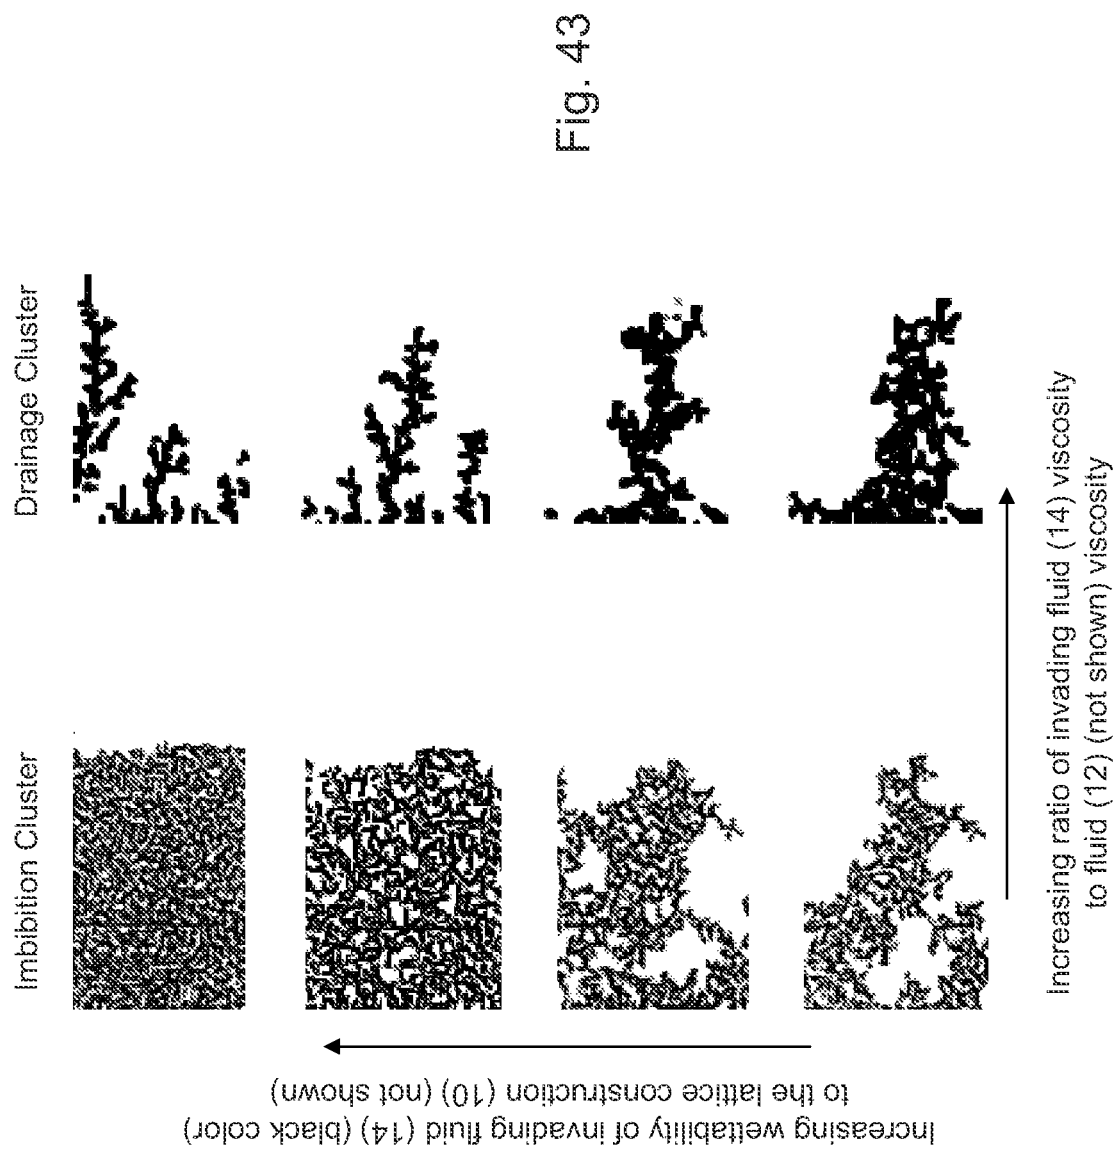 Imbibition Cluster
Drainage Cluster
Increasing wettability of invading fluid (14) (black color)
to the lattice construction (10) (not shown)
Increasing ratio of invading fluid (14) viscosity
to fluid (12) (not shown) viscosity
Fig. 43